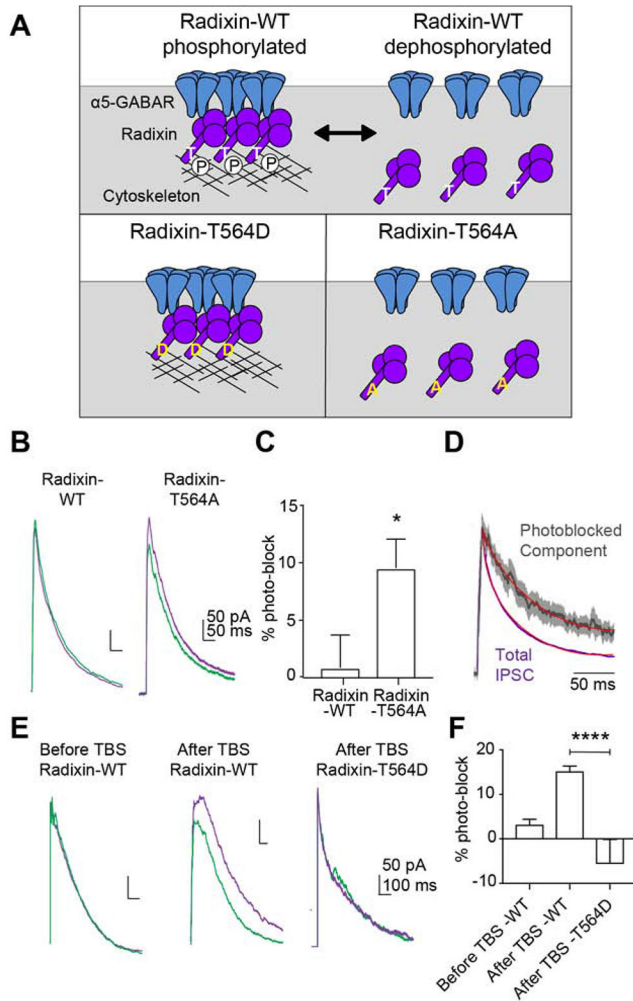 A
Radixin-WT
phosphorylated
Radixin-WT
dephosphorylated
α5-GABAR
Radixin
T T T
P P P
T T T
Cytoskeleton
Radixin-T564D
Radixin-T564A
D D D
A A A
B
C
D
Radixin-
WT
Radixin-
T564A
50 pA
50 ms
% photo-block
15
10
5
0
*
Radixin
-WT
Radixin
-T564A
Photoblocked
Component
Total
IPSC
50 ms
E
F
Before TBS
Radixin-WT
After TBS
Radixin-WT
After TBS
Radixin-T564D
50 pA
100 ms
% photo-block
20
10
0
-10
****
Before TBS -WT
After TBS -WT
After TBS -T564D